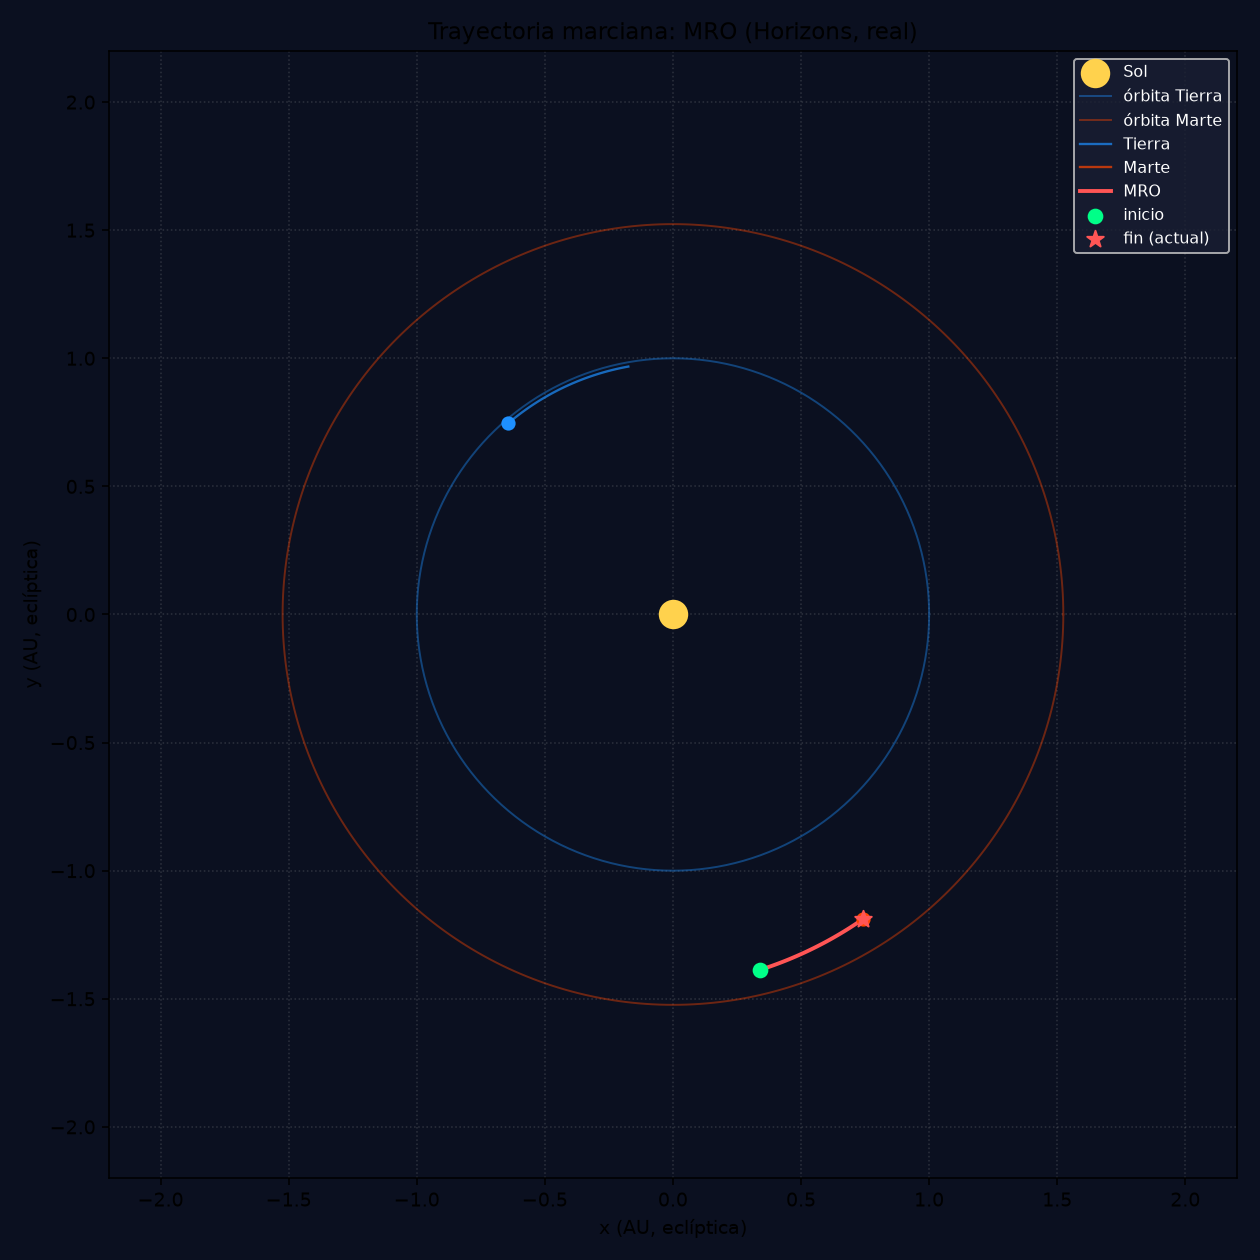 Trayectoria marciana: MRO (Horizons, real)
Sol
órbita Tierra
órbita Marte
Tierra
Marte
MRO
inicio
fin (actual)
2.0
1.5
1.0
0.5
0.0
−0.5
−1.0
−1.5
−2.0
y (AU, eclíptica)
−2.0 −1.5 −1.0 −0.5 0.0 0.5 1.0 1.5 2.0
x (AU, eclíptica)